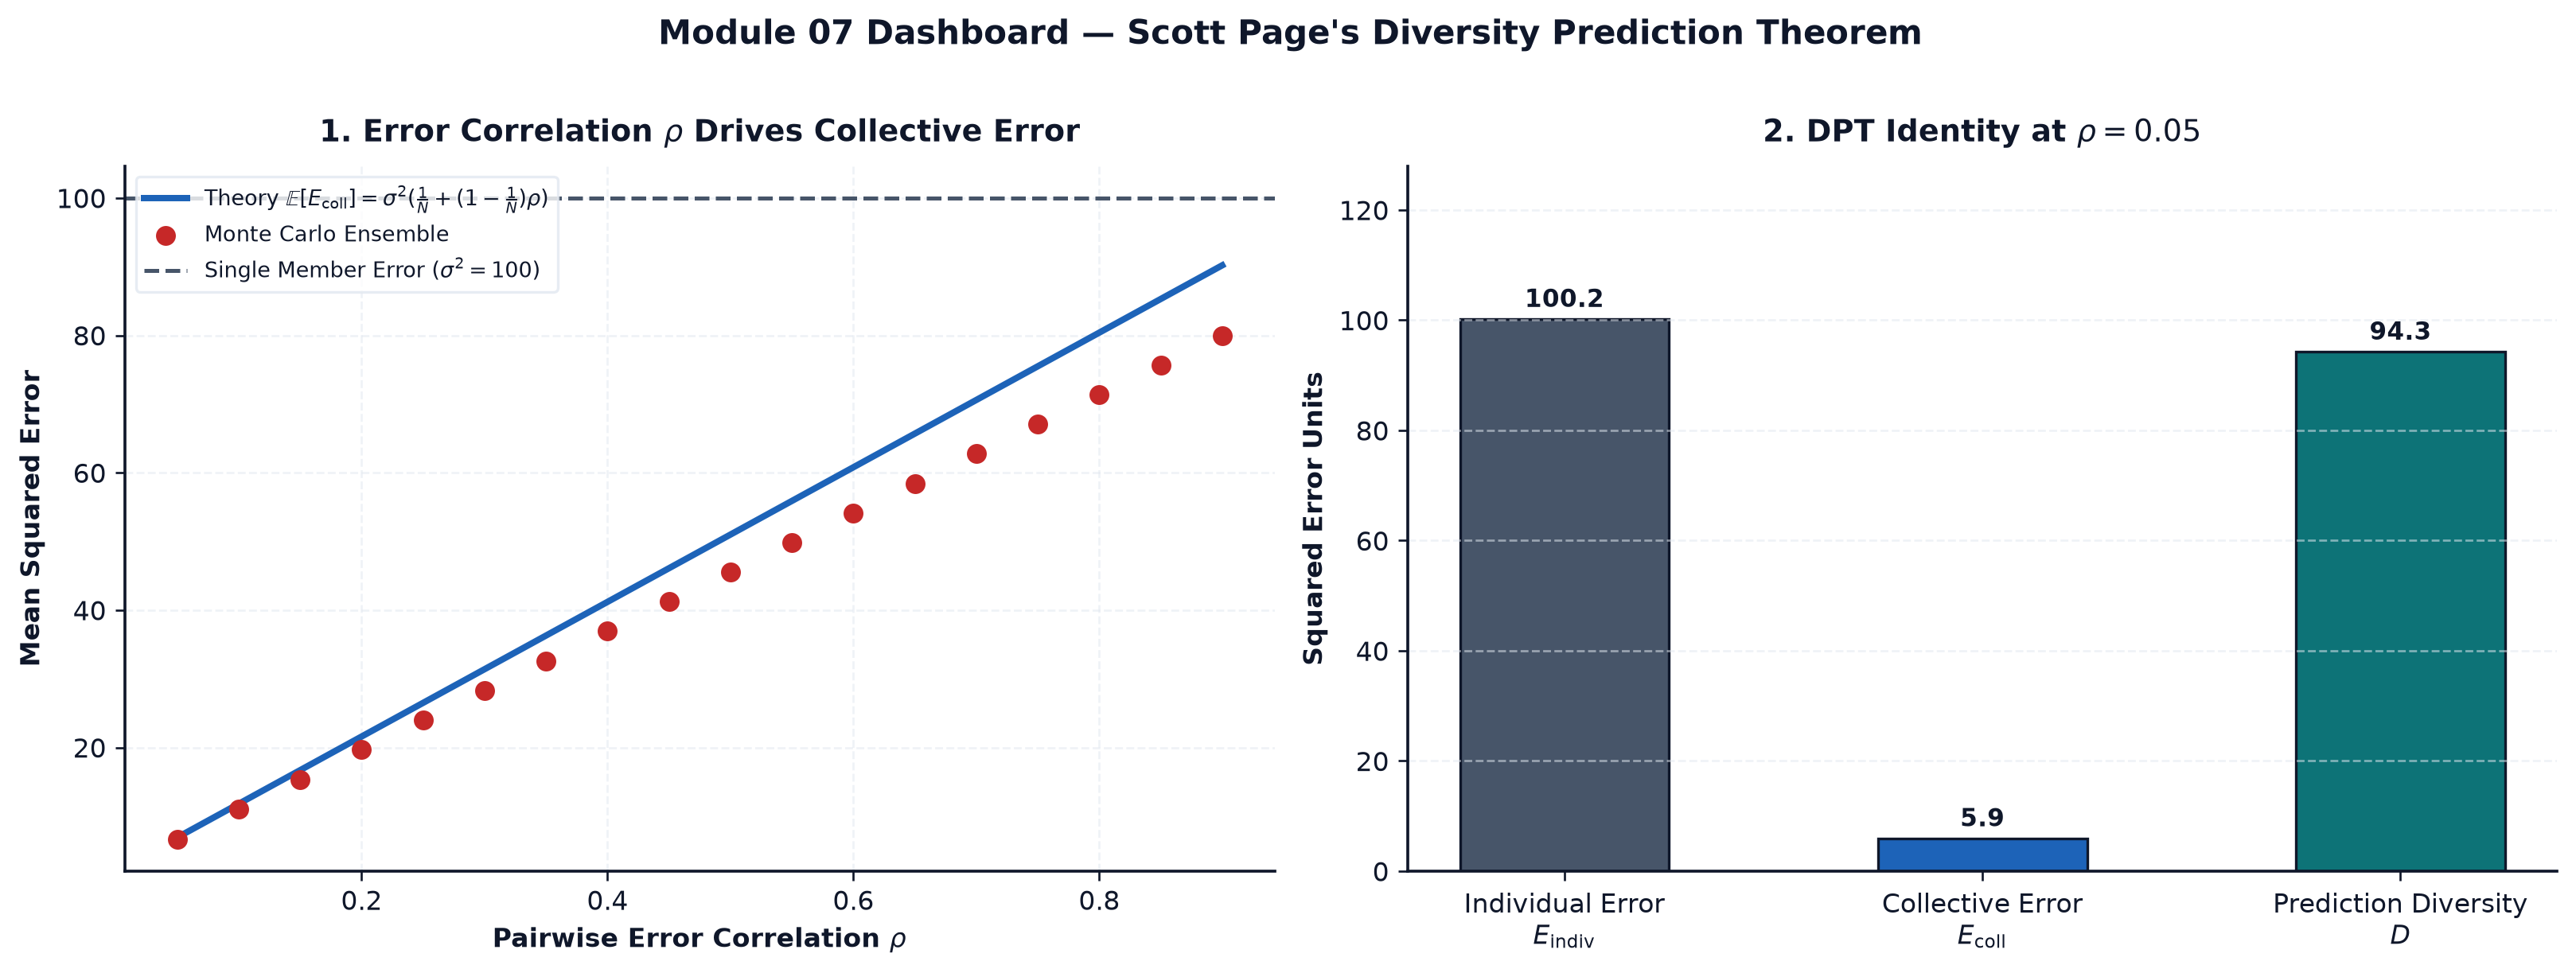 Module 07 Dashboard — Scott Page's Diversity Prediction Theorem
1. Error Correlation ρ Drives Collective Error
Theory 𝔼[E_coll] = σ²(1/N + (1 − 1/N)ρ)
Monte Carlo Ensemble
Single Member Error (σ² = 100)
Mean Squared Error
100
80
60
40
20
0.2 0.4 0.6 0.8
Pairwise Error Correlation ρ
2. DPT Identity at ρ = 0.05
Squared Error Units
120
100
80
60
40
20
0
100.2
5.9
94.3
Individual Error
E_indiv
Collective Error
E_coll
Prediction Diversity
D